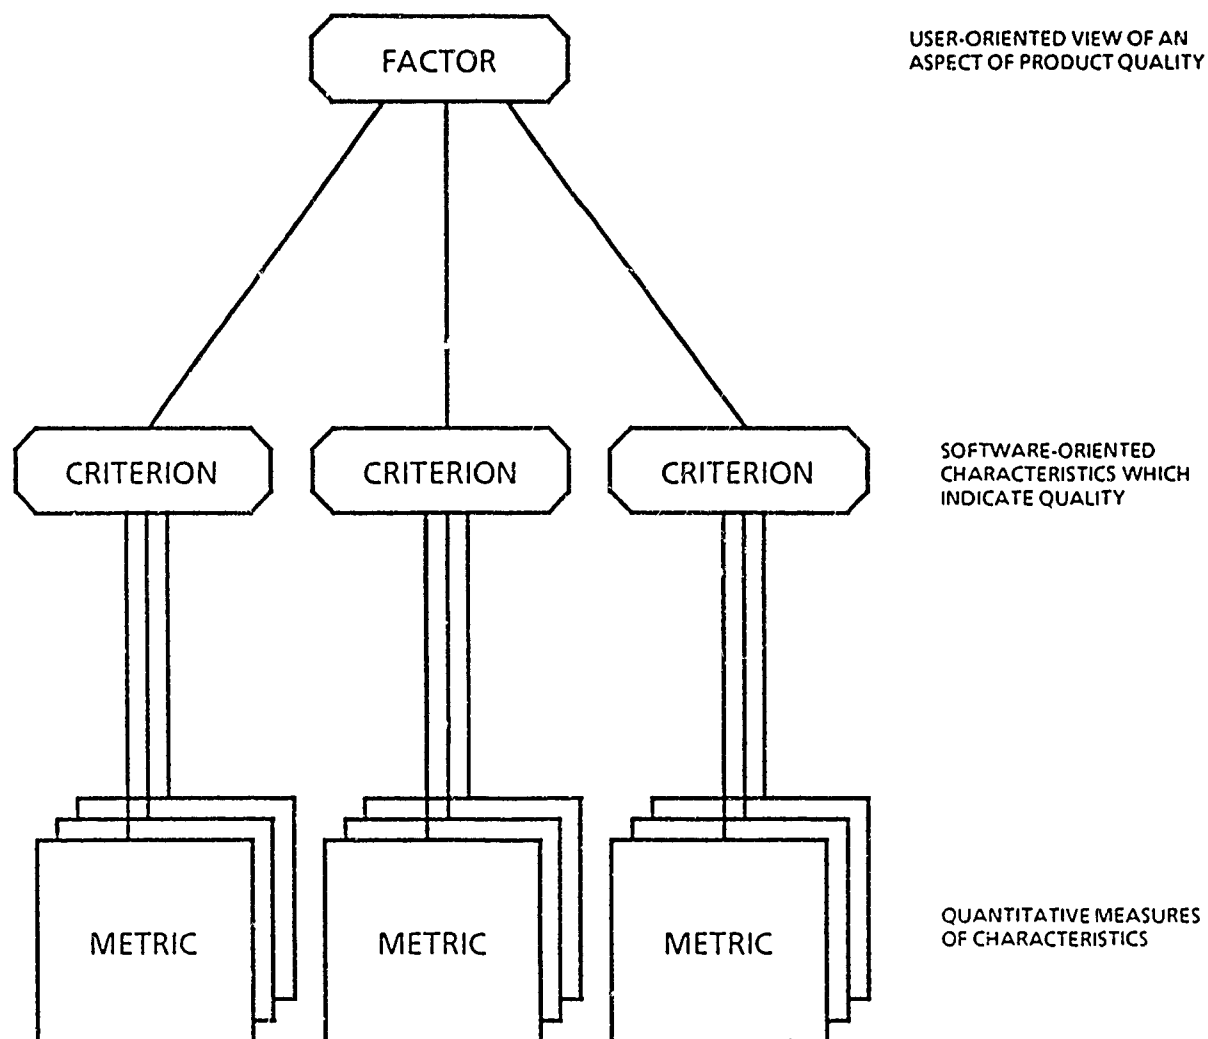 FACTOR
USER-ORIENTED VIEW OF AN
ASPECT OF PRODUCT QUALITY
CRITERION
CRITERION
CRITERION
SOFTWARE-ORIENTED
CHARACTERISTICS WHICH
INDICATE QUALITY
METRIC
METRIC
METRIC
QUANTITATIVE MEASURES
OF CHARACTERISTICS